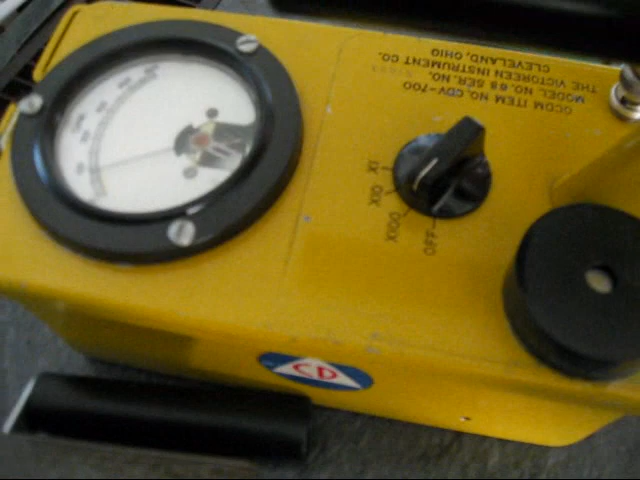 OCDM ITEM NO. CDV-700
MODEL NO. 6B SER. NO.
THE VICTOREEN INSTRUMENT CO.
CLEVELAND, OHIO
X1
X10
X100
OFF
CD